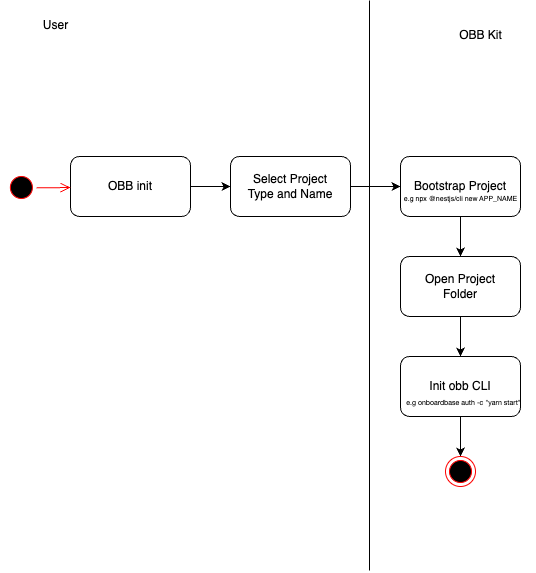 User
OBB Kit
OBB init
Select Project
Type and Name
Bootstrap Project
e.g npx @nestjs/cli new APP_NAME
Open Project
Folder
Init obb CLI
e.g onboardbase auth -c "yarn start"